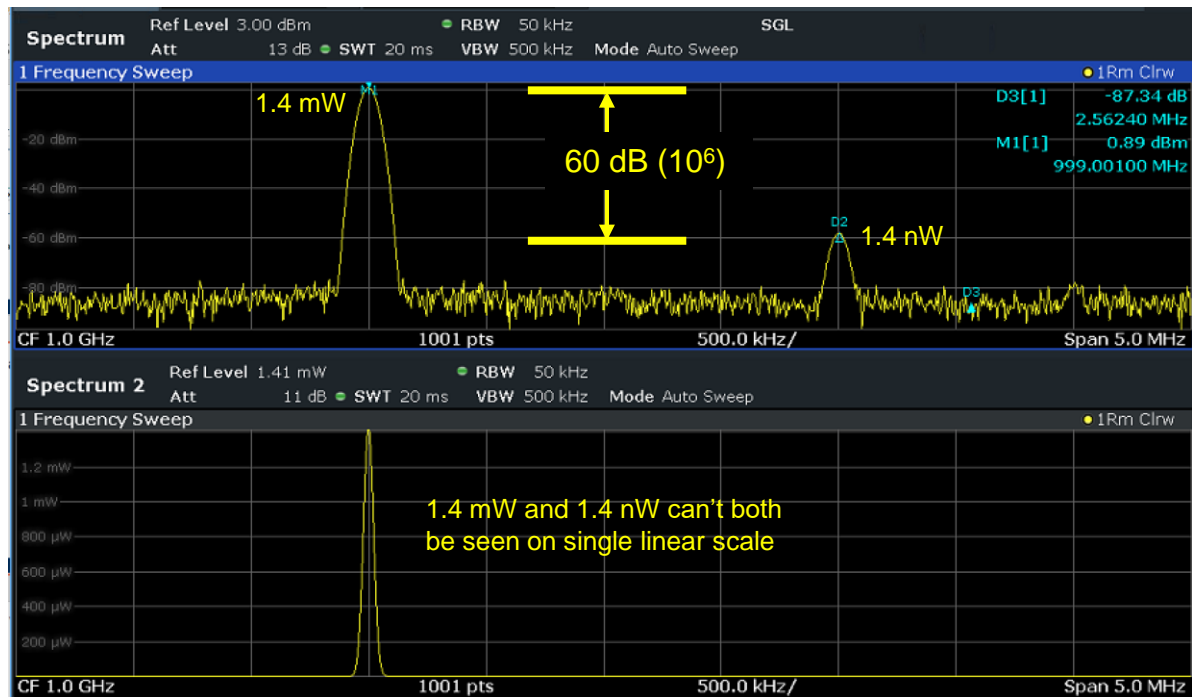 Spectrum
Ref Level 3.00 dBm ● RBW 50 kHz SGL
Att 13 dB ● SWT 20 ms VBW 500 kHz Mode Auto Sweep
1 Frequency Sweep ●1Rm Clrw
M1
1.4 mW
D3[1] -87.34 dB
2.56240 MHz
M1[1] 0.89 dBm
999.00100 MHz
-20 dBm
60 dB (10⁶)
-40 dBm
D2
-60 dBm
1.4 nW
-80 dBm
D3
CF 1.0 GHz 1001 pts 500.0 kHz/ Span 5.0 MHz
Spectrum 2
Ref Level 1.41 mW ● RBW 50 kHz
Att 11 dB ● SWT 20 ms VBW 500 kHz Mode Auto Sweep
1 Frequency Sweep ●1Rm Clrw
1.2 mW
1 mW
1.4 mW and 1.4 nW can't both
be seen on single linear scale
800 µW
600 µW
400 µW
200 µW
CF 1.0 GHz 1001 pts 500.0 kHz/ Span 5.0 MHz